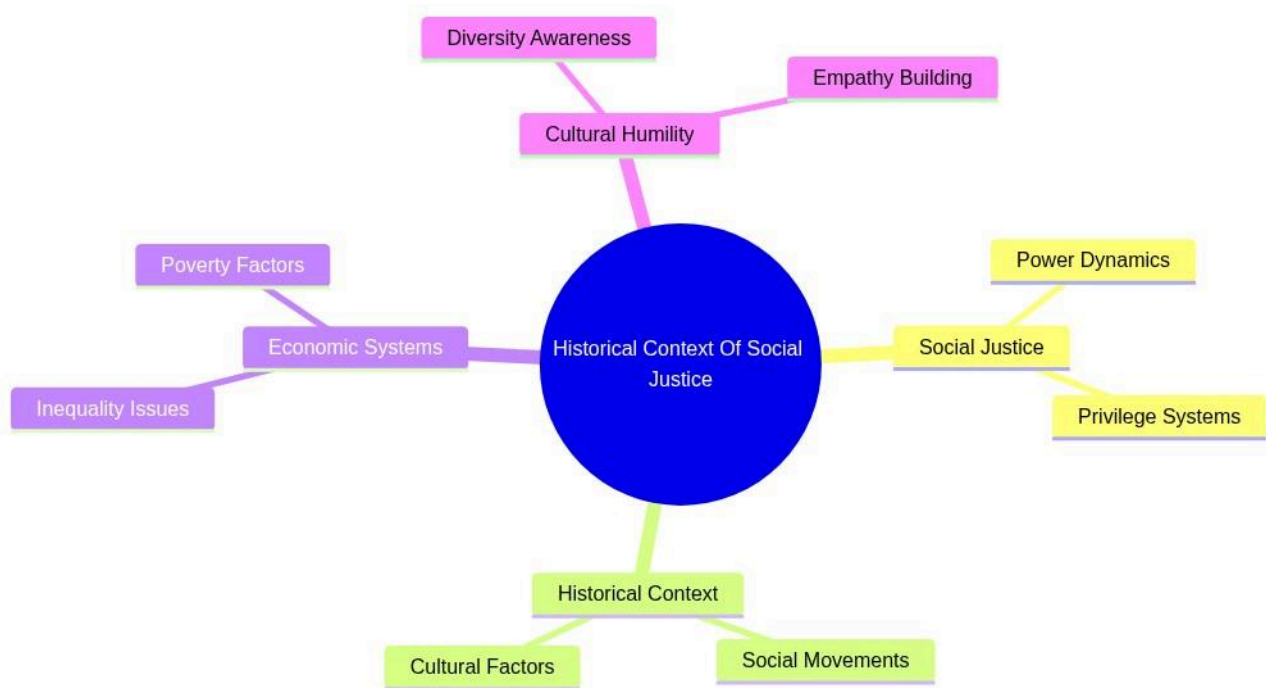 Diversity Awareness
Empathy Building
Cultural Humility
Poverty Factors
Economic Systems
Inequality Issues
Historical Context Of Social
Justice
Power Dynamics
Social Justice
Privilege Systems
Historical Context
Cultural Factors
Social Movements